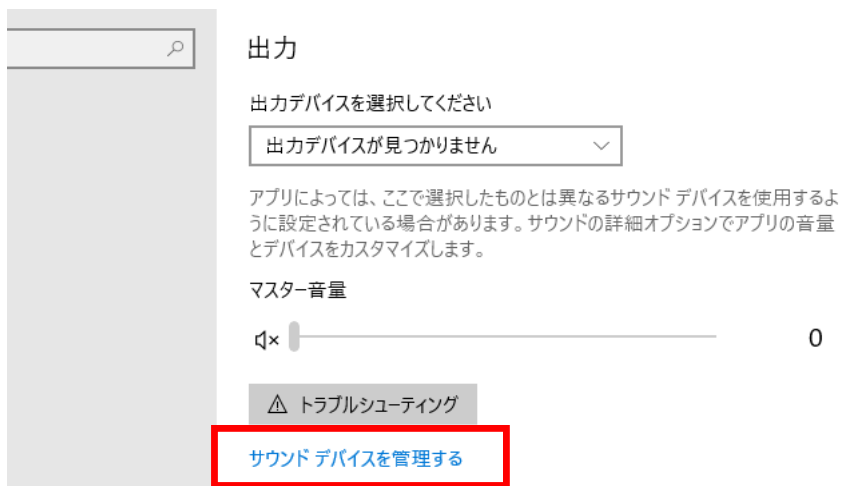 出力
出力デバイスを選択してください
出力デバイスが見つかりません
アプリによっては、ここで選択したものとは異なるサウンド デバイスを使用するよ
うに設定されている場合があります。サウンドの詳細オプションでアプリの音量
とデバイスをカスタマイズします。
マスター音量
0
トラブルシューティング
サウンド デバイスを管理する